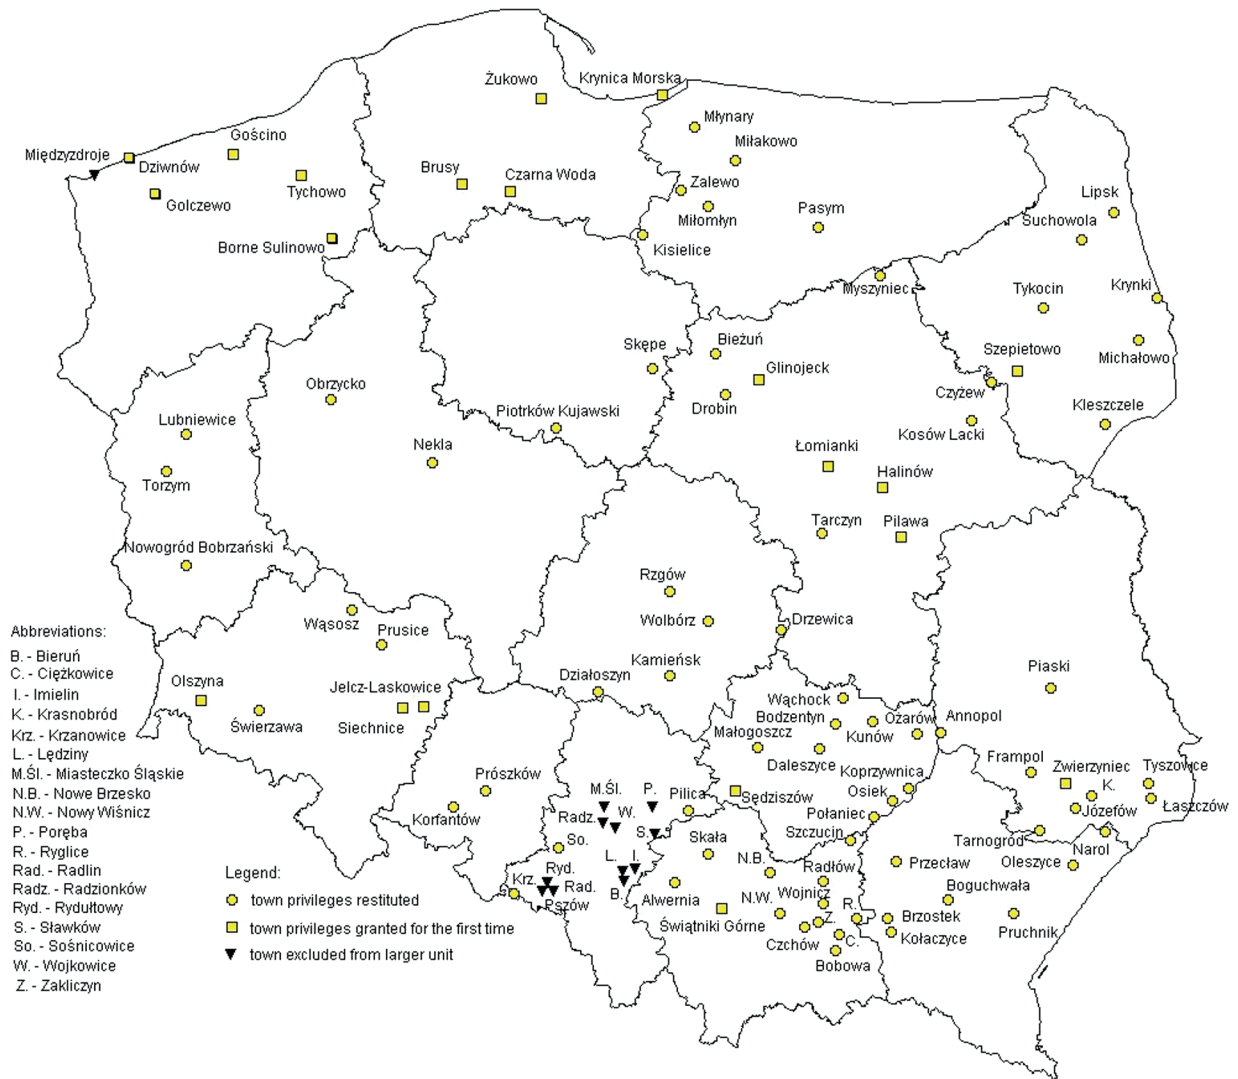 Żukowo
Krynica Morska
Młynary
Gościno
Miłakowo
Międzyzdroje
Dziwnów
Brusy
Czarna Woda
Zalewo
Lipsk
Tychowo
Golczewo
Miłomłyn
Pasym
Suchowola
Borne Sulinowo
Kisielice
Myszyniec
Tykocin
Krynki
Skępe
Bieżuń
Szepietowo
Michałowo
Glinojeck
Obrzycko
Drobin
Czyżew
Kleszczele
Lubniewice
Piotrków Kujawski
Kosów Lacki
Nekla
Łomianki
Halinów
Torzym
Tarczyn
Pilawa
Nowogród Bobrzański
Rzgów
Wąsosz
Wolbórz
Drzewica
Prusice
Kamieńsk
Piaski
Olszyna
Jelcz-Laskowice
Działoszyn
Świerzawa
Siechnice
Wąchock
Bodzentyn
Ożarów
Annopol
Małogoszcz
Kunów
Daleszyce
Frampol
Zwierzyniec
Tyszowce
Prószków
Koprzywnica
K.
M.Śl.
P.
Pilica
Sędziszów
Osiek
Józefów
Łaszczów
Korfantów
Radz.
W.
Połaniec
S.
Szczucin
Tarnogród
Narol
So.
Skała
Oleszyce
L.
I.
N.B.
Radłów
Przecław
Krz.
Ryd.
Rad.
B.
Alwernia
N.W.
Wojnicz
R.
Boguchwała
Pszów
Świątniki Górne
Z.
Brzostek
Pruchnik
Czchów
C.
Kołaczyce
Bobowa
Abbreviations:
B. - Bieruń
C. - Ciężkowice
I. - Imielin
K. - Krasnobród
Krz. - Krzanowice
L. - Lędziny
M.Śl. - Miasteczko Śląskie
N.B. - Nowe Brzesko
N.W. - Nowy Wiśnicz
P. - Poręba
R. - Ryglice
Rad. - Radlin
Radz. - Radzionków
Ryd. - Rydułtowy
S. - Sławków
So. - Sośnicowice
W. - Wojkowice
Z. - Zakliczyn
Legend:
town privileges restituted
town privileges granted for the first time
town excluded from larger unit